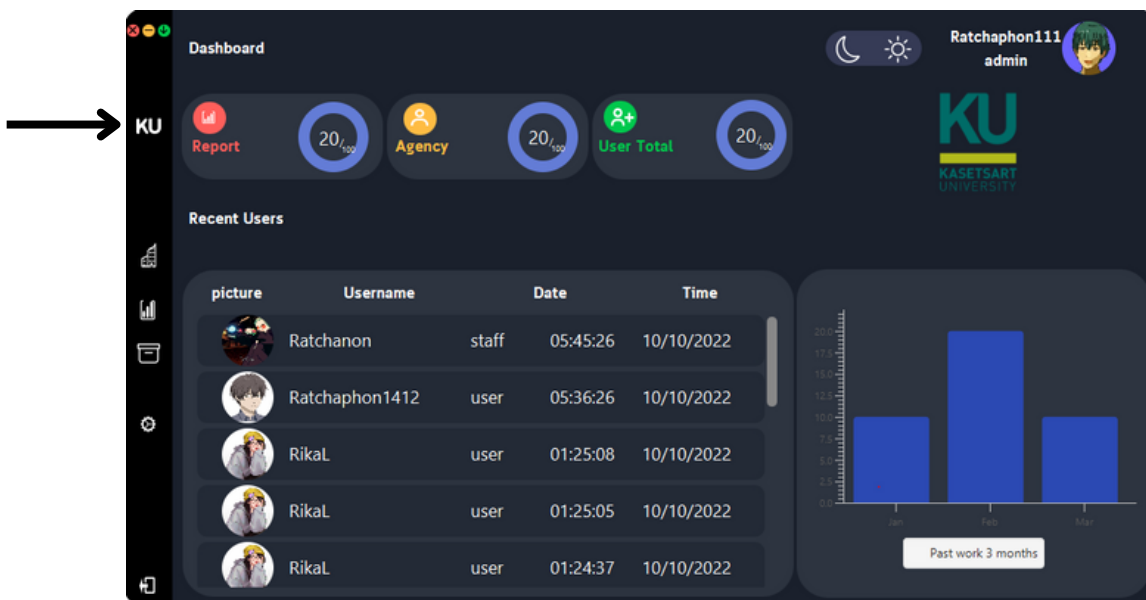 Dashboard
Ratchaphon111
admin
KU
Report
20/100
Agency
20/100
User Total
20/100
KU
KASETSART
UNIVERSITY
Recent Users
picture Username Date Time
Ratchanon staff 05:45:26 10/10/2022
Ratchaphon1412 user 05:36:26 10/10/2022
RikaL user 01:25:08 10/10/2022
RikaL user 01:25:05 10/10/2022
RikaL user 01:24:37 10/10/2022
20.0
17.5
15.0
12.5
10.0
7.5
5.0
2.5
0.0
Jan Feb Mar
Past work 3 months